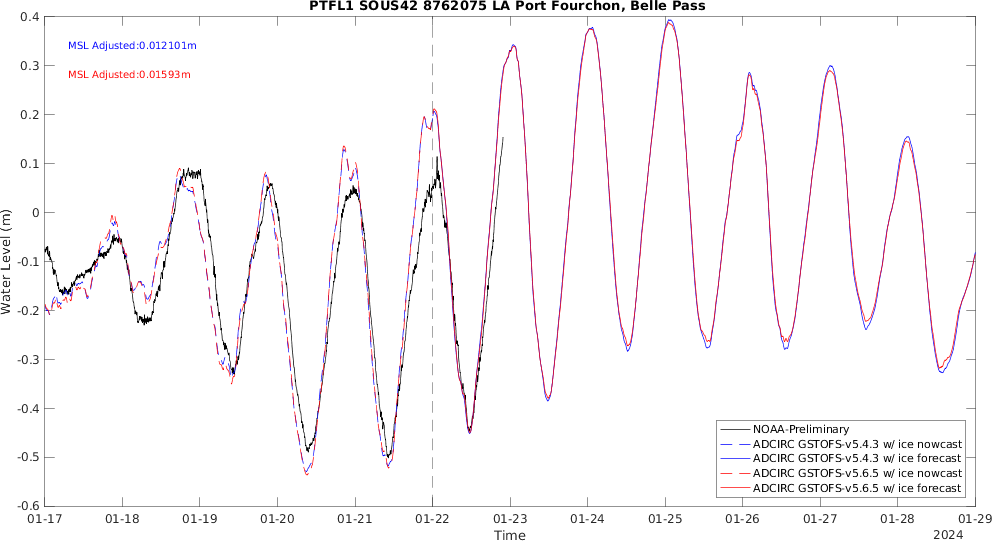 PTFL1 SOUS42 8762075 LA Port Fourchon, Belle Pass
MSL Adjusted:0.012101m
MSL Adjusted:0.01593m
Water Level (m)
0.4
0.3
0.2
0.1
0
-0.1
-0.2
-0.3
-0.4
-0.5
-0.6
NOAA-Preliminary
ADCIRC GSTOFS-v5.4.3 w/ ice nowcast
ADCIRC GSTOFS-v5.4.3 w/ ice forecast
ADCIRC GSTOFS-v5.6.5 w/ ice nowcast
ADCIRC GSTOFS-v5.6.5 w/ ice forecast
01-17 01-18 01-19 01-20 01-21 01-22 01-23 01-24 01-25 01-26 01-27 01-28 01-29
Time
2024